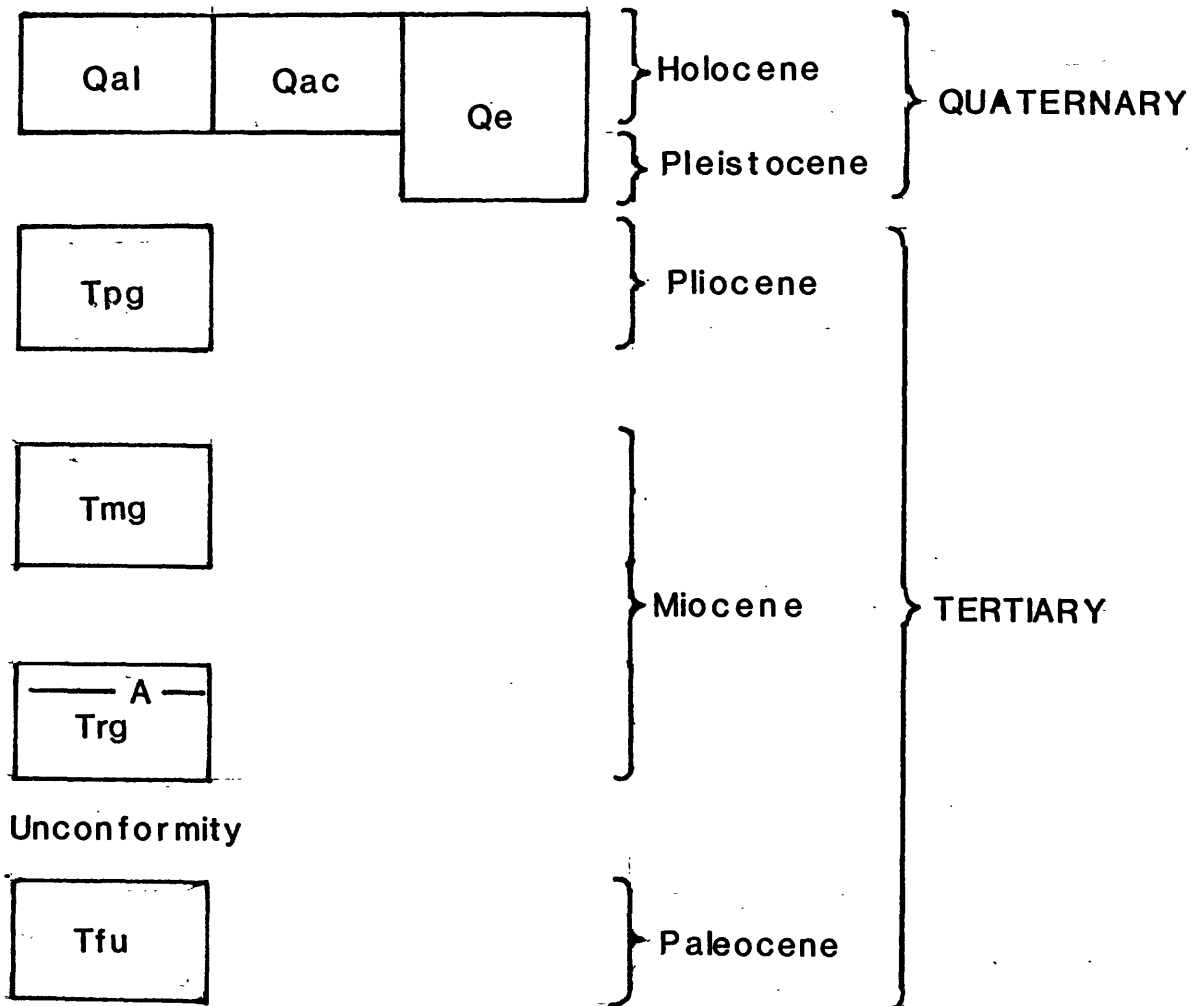 Qal Qac Qe Holocene QUATERNARY
Pleistocene
Tpg Pliocene
Tmg
Miocene TERTIARY
A
Trg
Unconformity
Tfu Paleocene